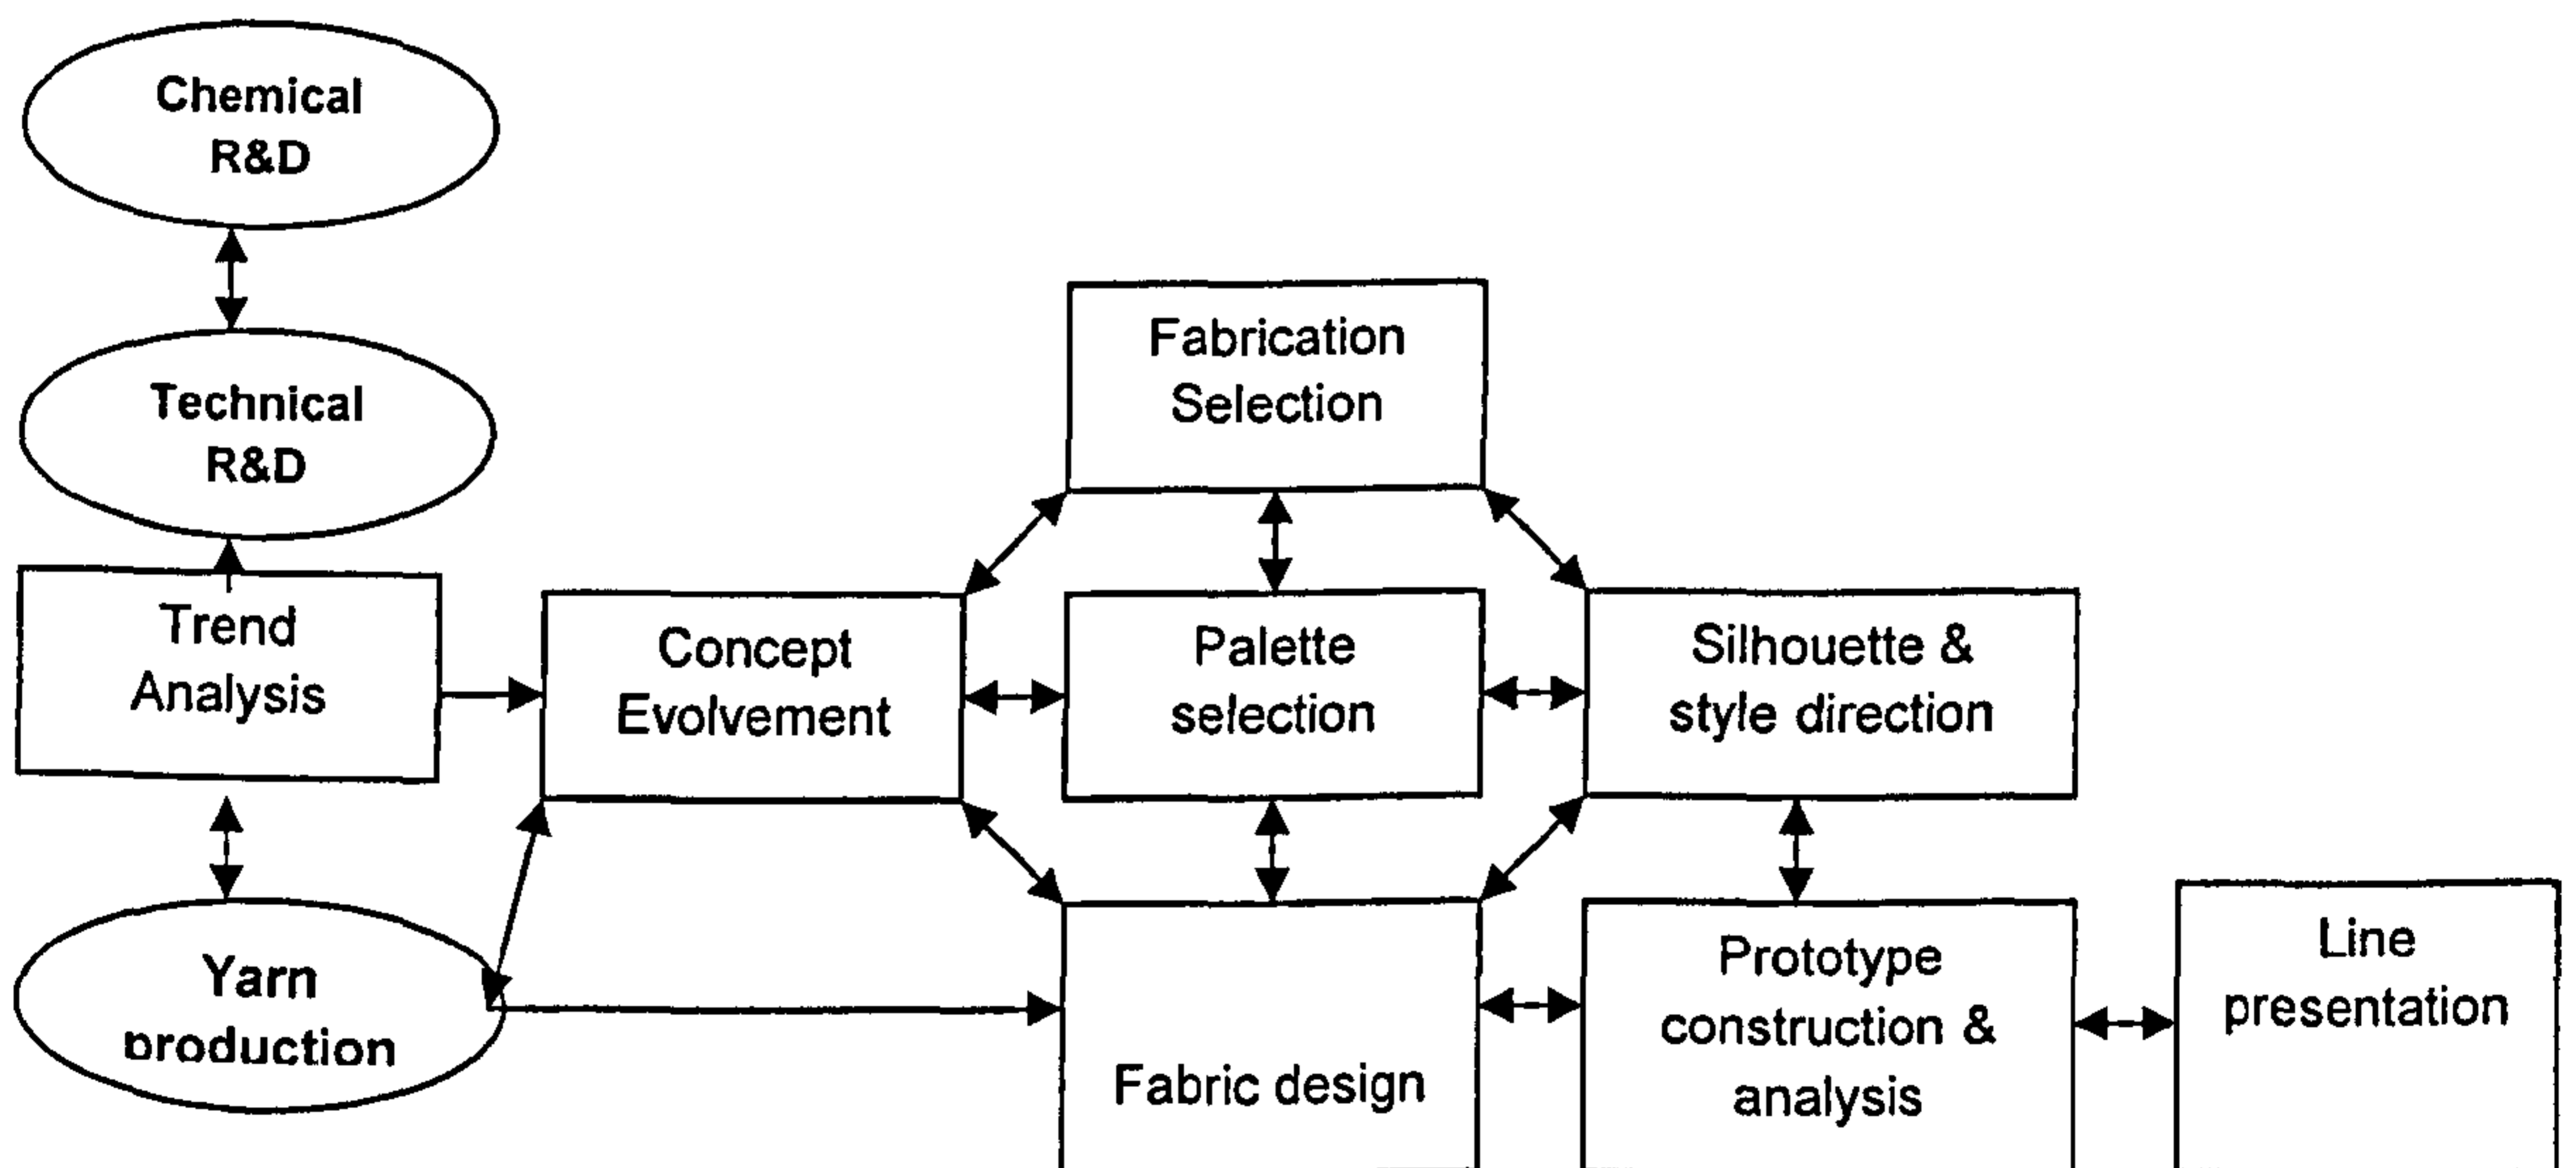 Chemical
R&D
Technical
R&D
Trend
Analysis
Yarn
production
Concept
Evolvement
Fabrication
Selection
Palette
selection
Fabric design
Silhouette &
style direction
Prototype
construction &
analysis
Line
presentation